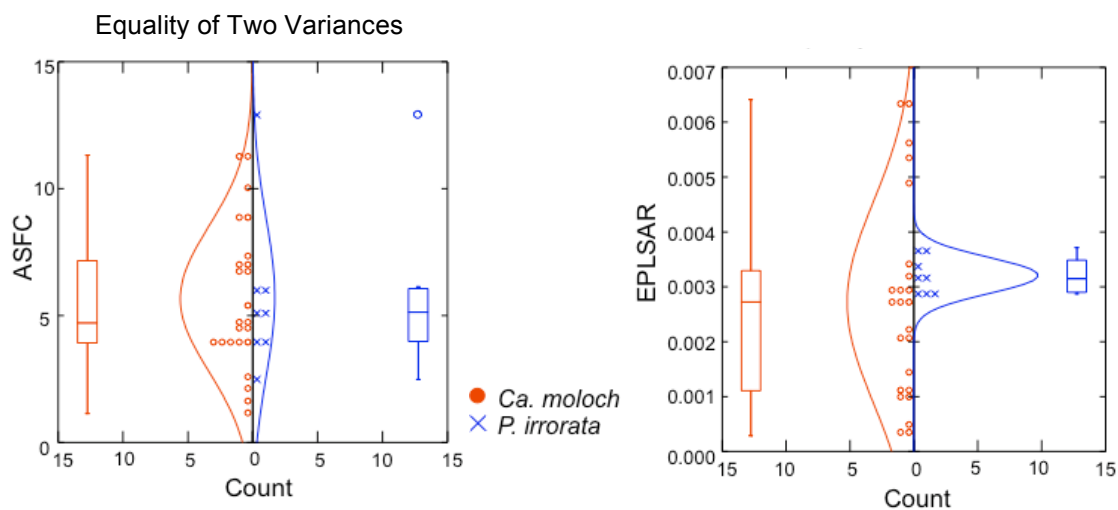 Equality of Two Variances
15
10
5
0
ASFC
15 10 5 0 5 10 15
Count
Ca. moloch
P. irrorata
0.007
0.006
0.005
0.004
0.003
0.002
0.001
0.000
EPLSAR
15 10 5 0 5 10 15
Count